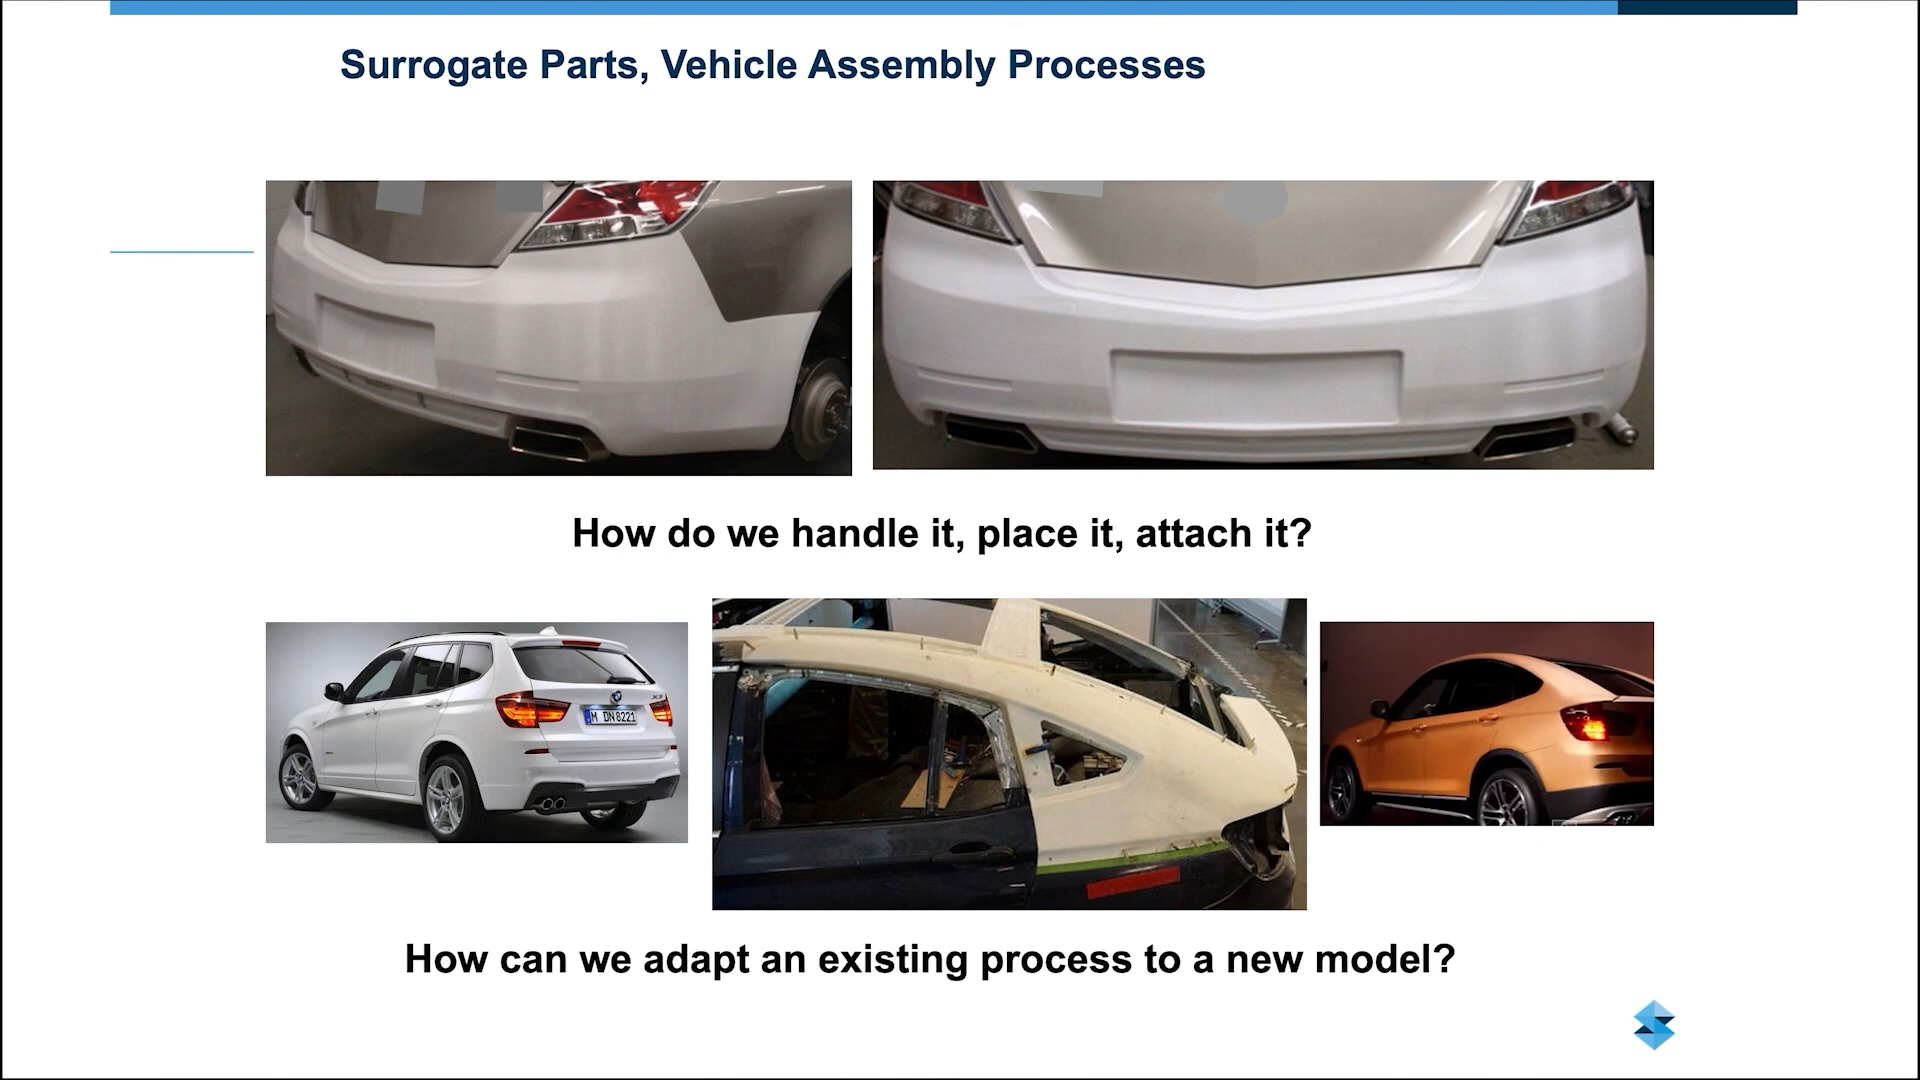 Surrogate Parts, Vehicle Assembly Processes
How do we handle it, place it, attach it?
M DN 8221
X3
How can we adapt an existing process to a new model?